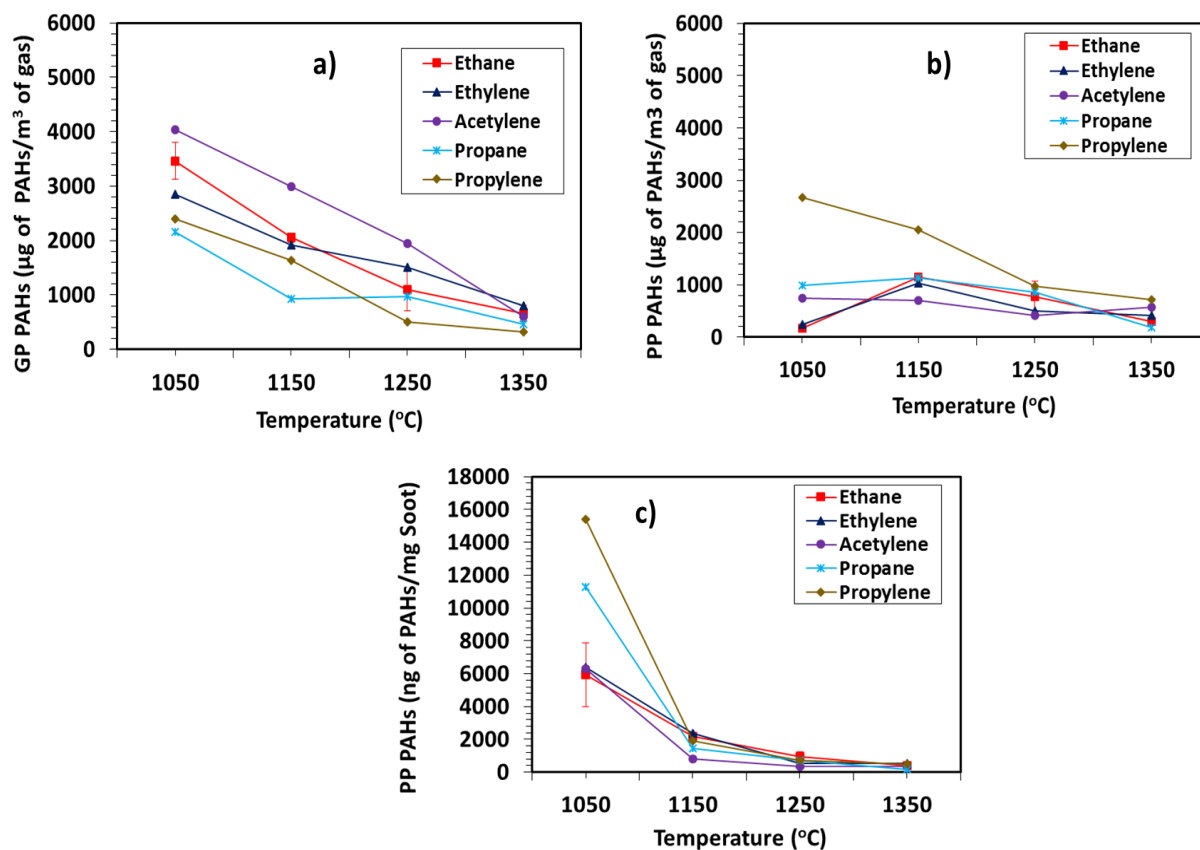 GP PAHs (µg of PAHs/m³ of gas)
6000
5000
4000
3000
2000
1000
0
a)
Ethane
Ethylene
Acetylene
Propane
Propylene
1050 1150 1250 1350
Temperature (°C)
PP PAHs (µg of PAHs/m3 of gas)
6000
5000
4000
3000
2000
1000
0
b)
Ethane
Ethylene
Acetylene
Propane
Propylene
1050 1150 1250 1350
Temperature (°C)
PP PAHs (ng of PAHs/mg Soot)
18000
16000
14000
12000
10000
8000
6000
4000
2000
0
c)
Ethane
Ethylene
Acetylene
Propane
Propylene
1050 1150 1250 1350
Temperature (°C)